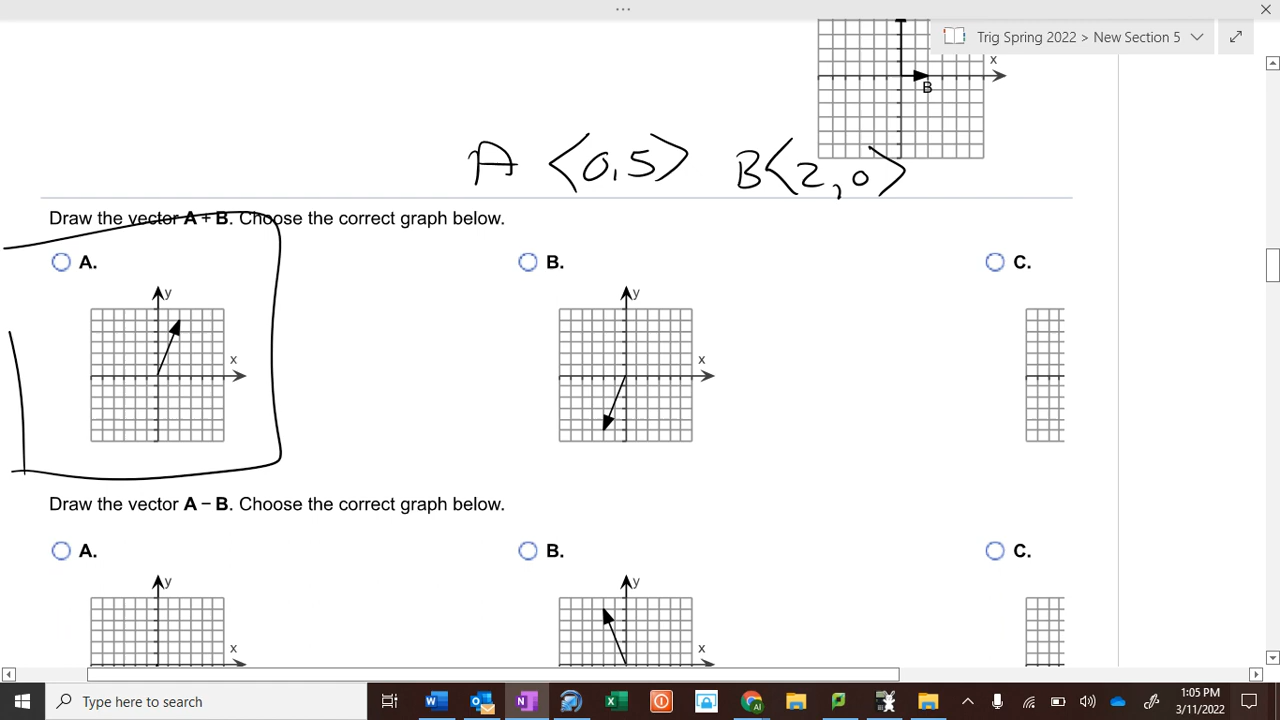 Trig Spring 2022 > New Section 5
x
B
A ⟨0,5⟩ B⟨2,0⟩
Draw the vector A + B. Choose the correct graph below.
A. B. C.
y y
x x
Draw the vector A − B. Choose the correct graph below.
A. B. C.
y y
x x
Type here to search
1:05 PM
3/11/2022